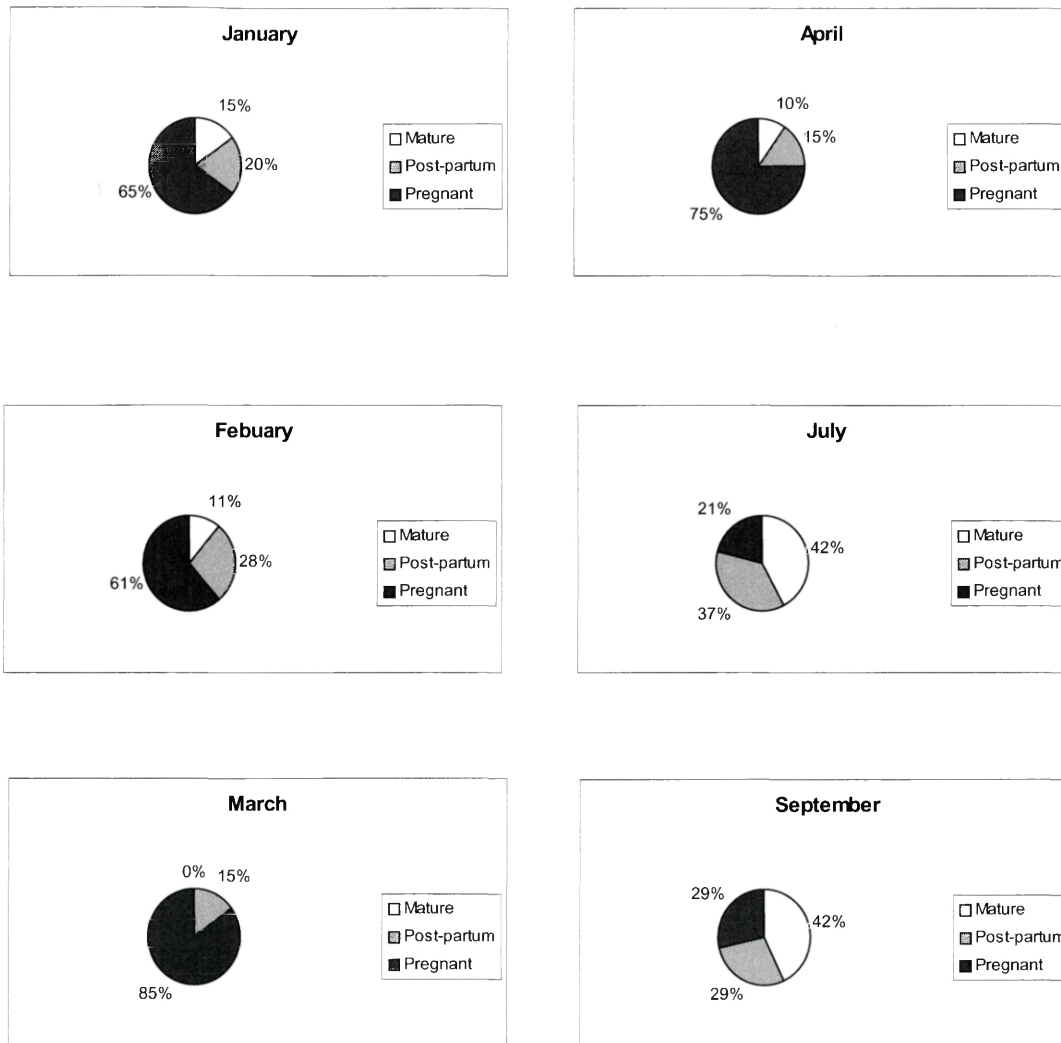 January
15%
20%
65%
Mature
Post-partum
Pregnant
April
10%
15%
75%
Mature
Post-partum
Pregnant
Febuary
11%
28%
61%
Mature
Post-partum
Pregnant
July
21%
42%
37%
Mature
Post-partum
Pregnant
March
0% 15%
85%
Mature
Post-partum
Pregnant
September
29%
42%
29%
Mature
Post-partum
Pregnant